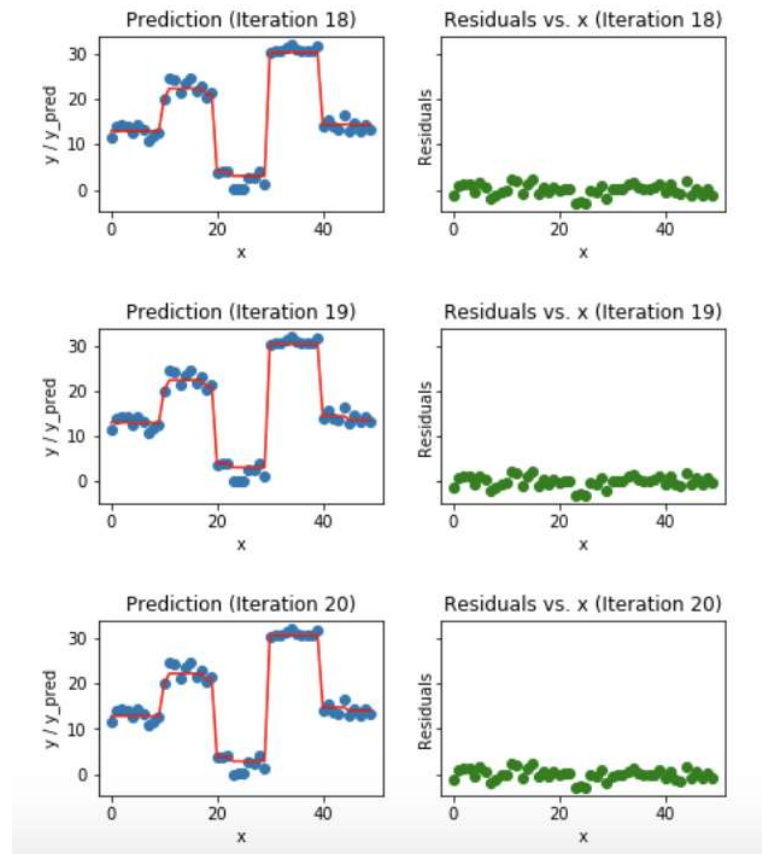 Prediction (Iteration 18)
Residuals vs. x (Iteration 18)
y / y_pred
30
20
10
0
0
20
40
x
Residuals
0
20
40
x
Prediction (Iteration 19)
Residuals vs. x (Iteration 19)
y / y_pred
30
20
10
0
0
20
40
x
Residuals
0
20
40
x
Prediction (Iteration 20)
Residuals vs. x (Iteration 20)
y / y_pred
30
20
10
0
0
20
40
x
Residuals
0
20
40
x